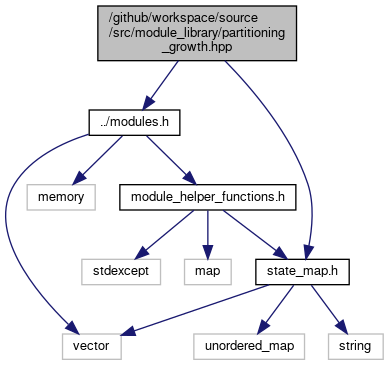 /github/workspace/source
/src/module_library/partitioning
_growth.hpp
../modules.h
memory
module_helper_functions.h
stdexcept
map
state_map.h
vector
unordered_map
string